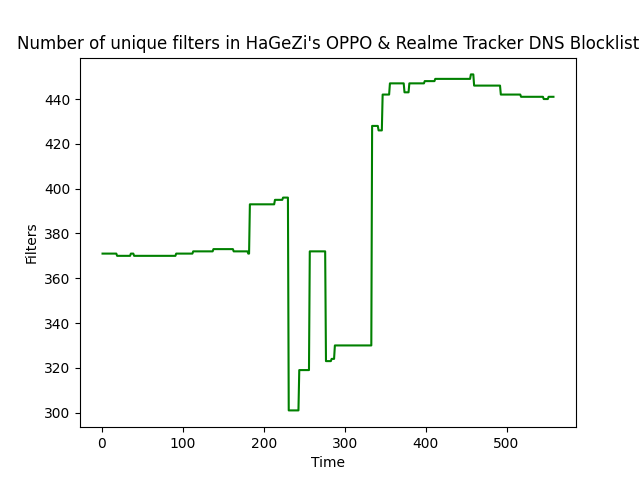 Number of unique filters in HaGeZi's OPPO & Realme Tracker DNS Blocklist
440
420
400
380
360
340
320
300
Filters
0 100 200 300 400 500
Time